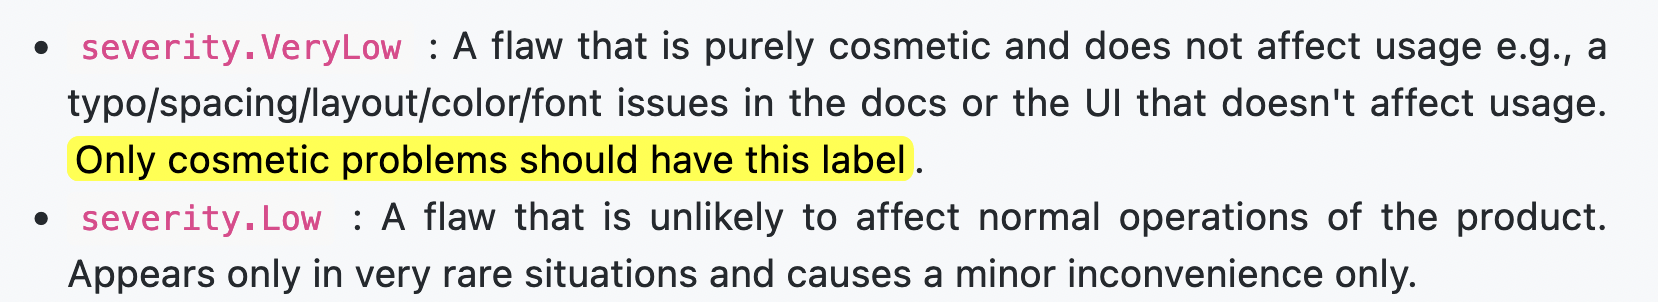 • severity.VeryLow : A flaw that is purely cosmetic and does not affect usage e.g., a
typo/spacing/layout/color/font issues in the docs or the UI that doesn't affect usage.
Only cosmetic problems should have this label.
• severity.Low : A flaw that is unlikely to affect normal operations of the product.
Appears only in very rare situations and causes a minor inconvenience only.